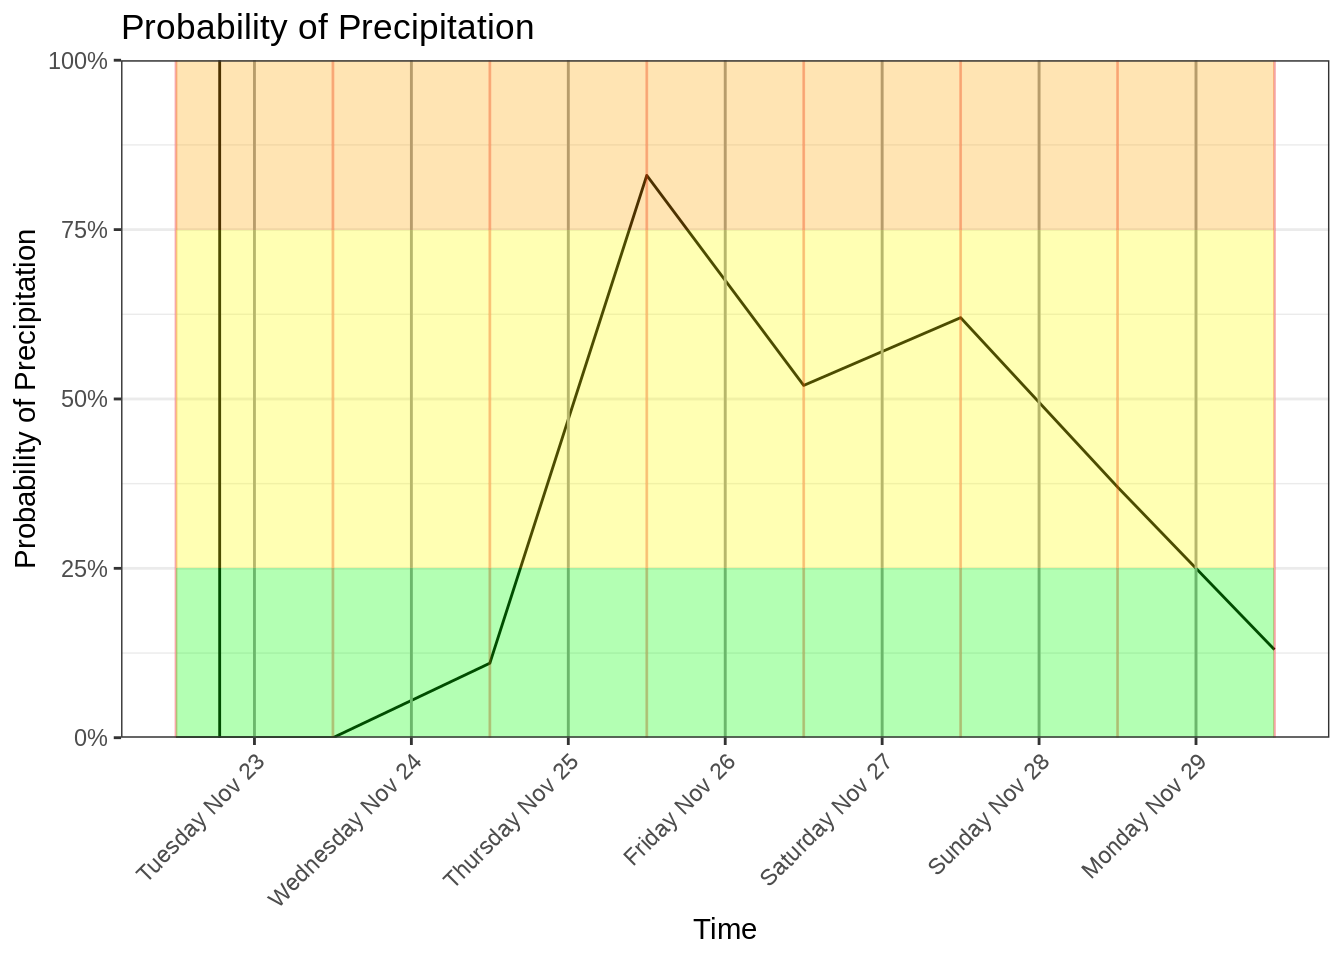 Probability of Precipitation
100%
75%
50%
25%
0%
Probability of Precipitation
Tuesday Nov 23
Wednesday Nov 24
Thursday Nov 25
Friday Nov 26
Saturday Nov 27
Sunday Nov 28
Monday Nov 29
Time